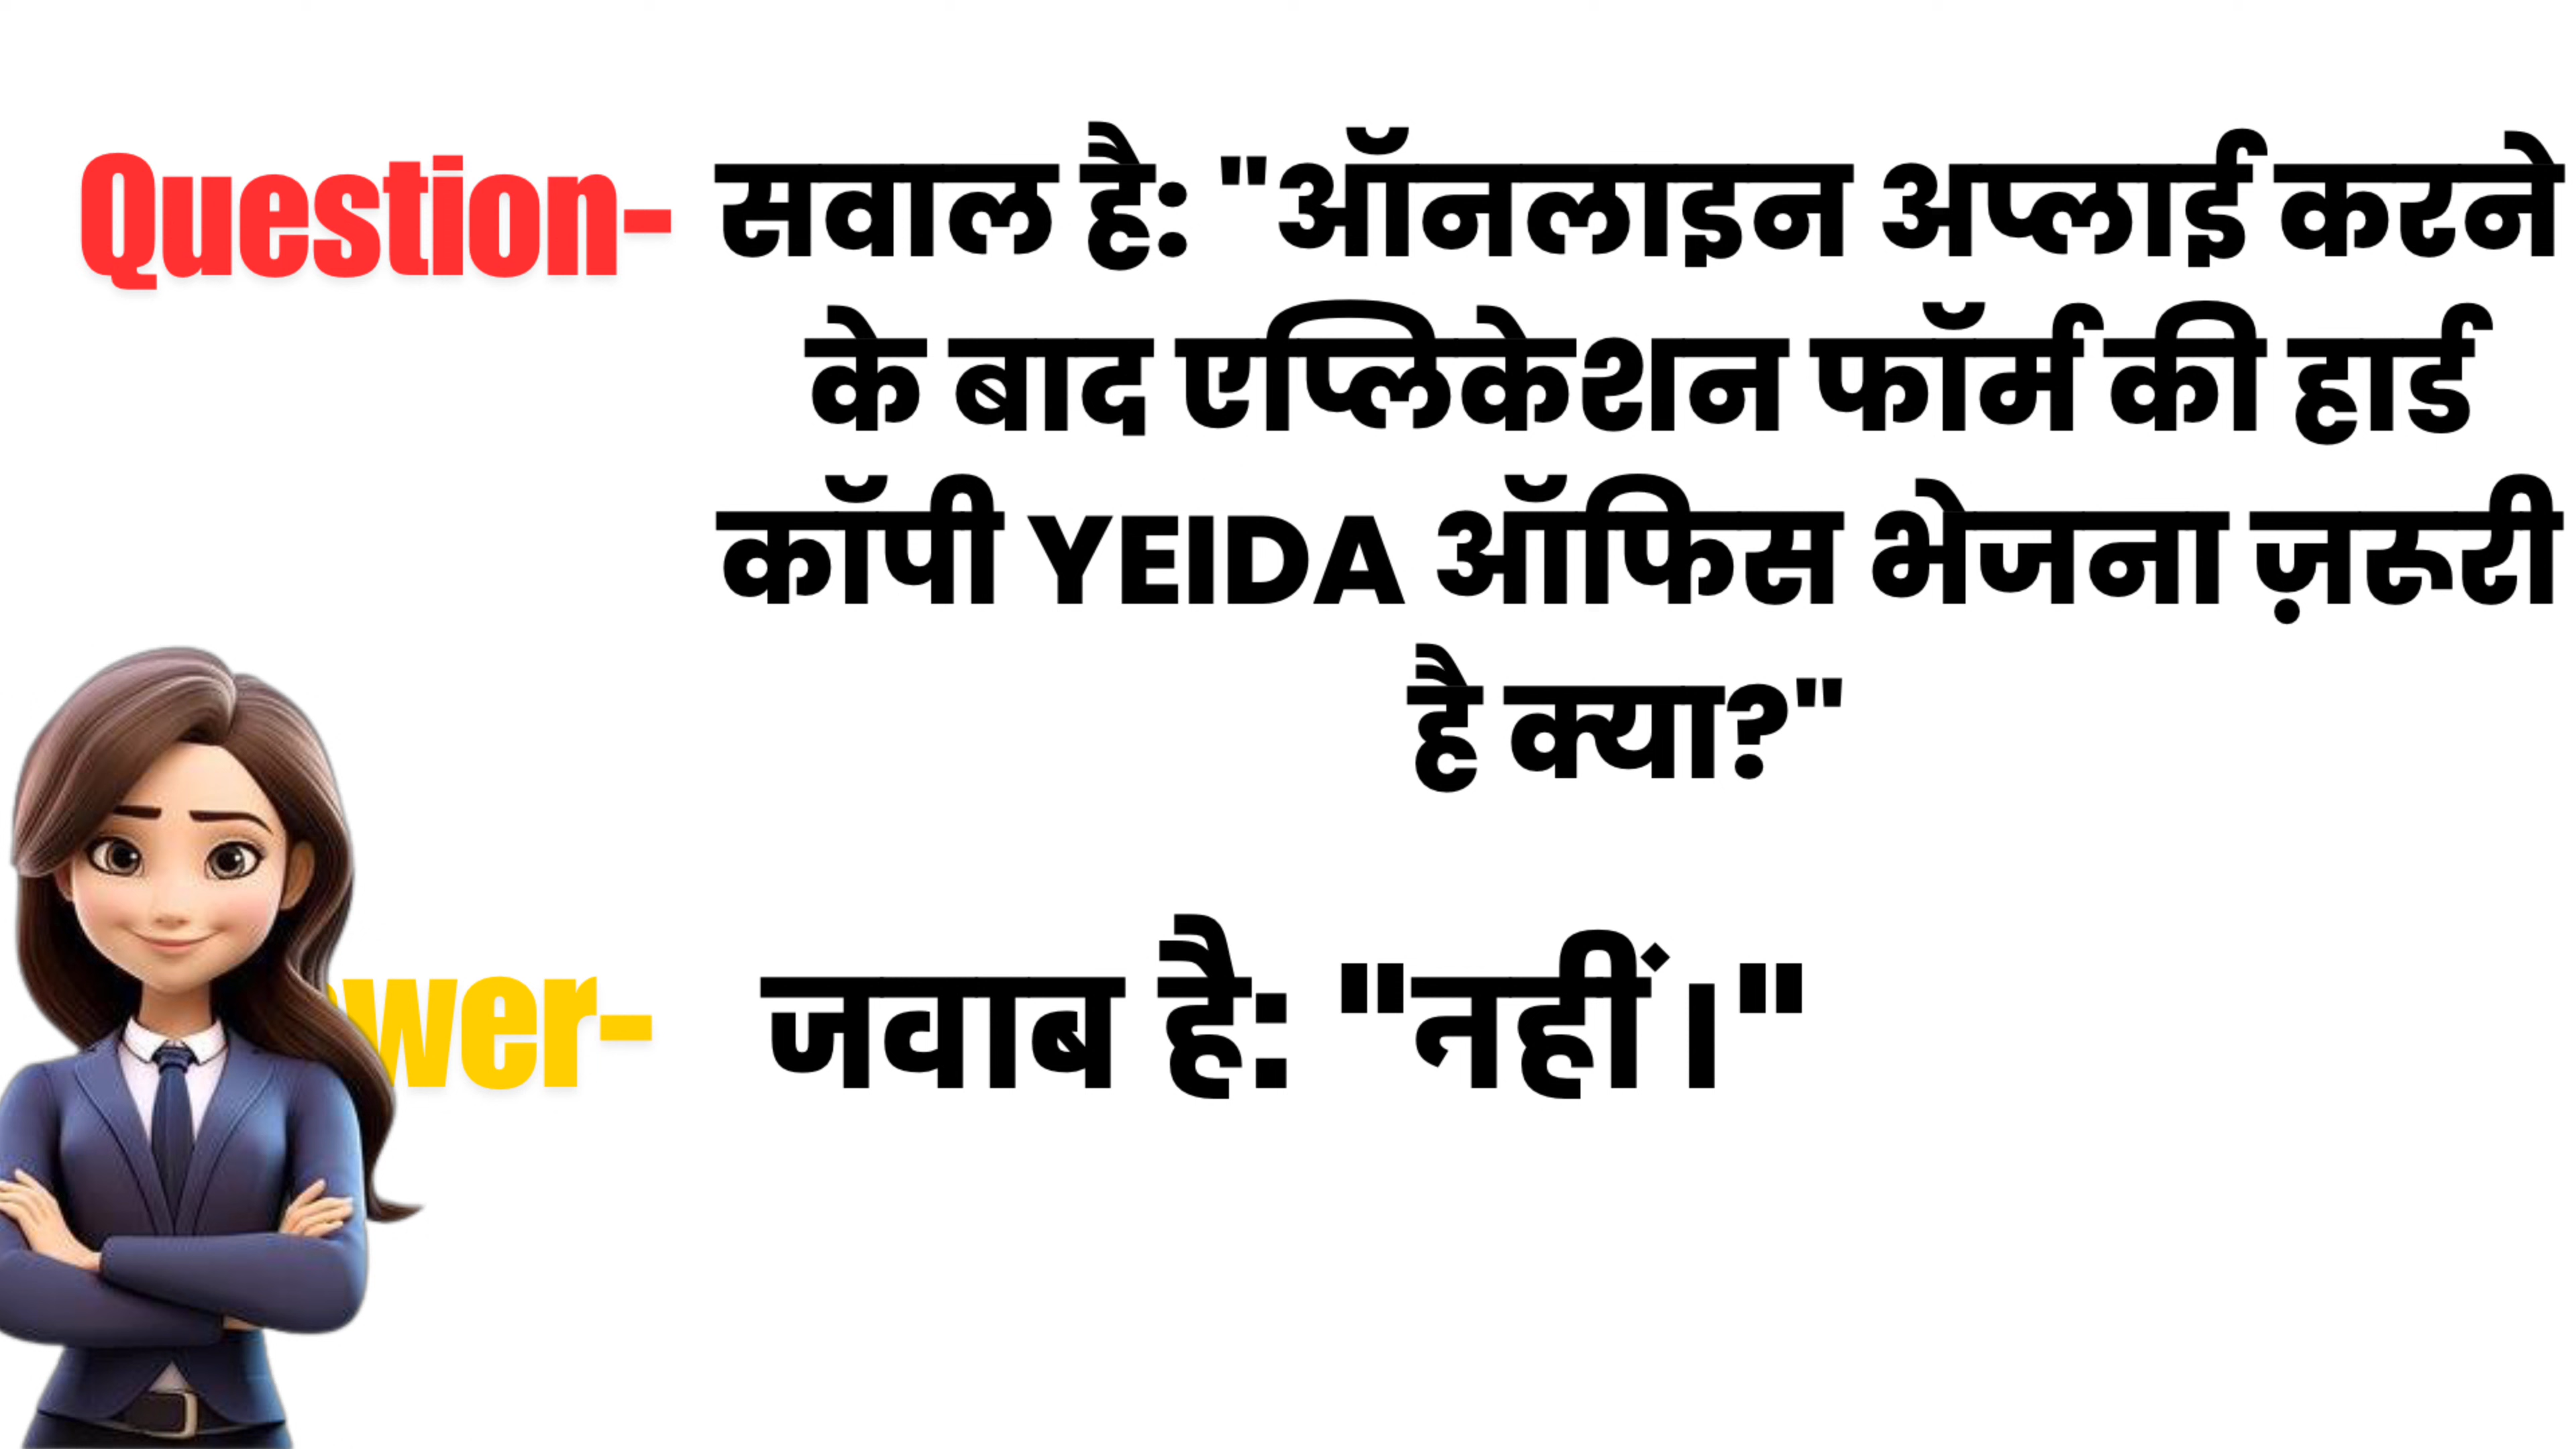 Question-
सवाल है: "ऑनलाइन अप्लाई करने
के बाद एप्लिकेशन फॉर्म की हार्ड
कॉपी YEIDA ऑफिस भेजना ज़रूरी
है क्या?"
wer-
जवाब है: "नहीं।"